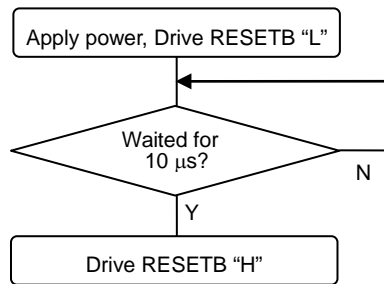 Apply power, Drive RESETB “L”
Waited for
10 μs?
N
Y
Drive RESETB “H”